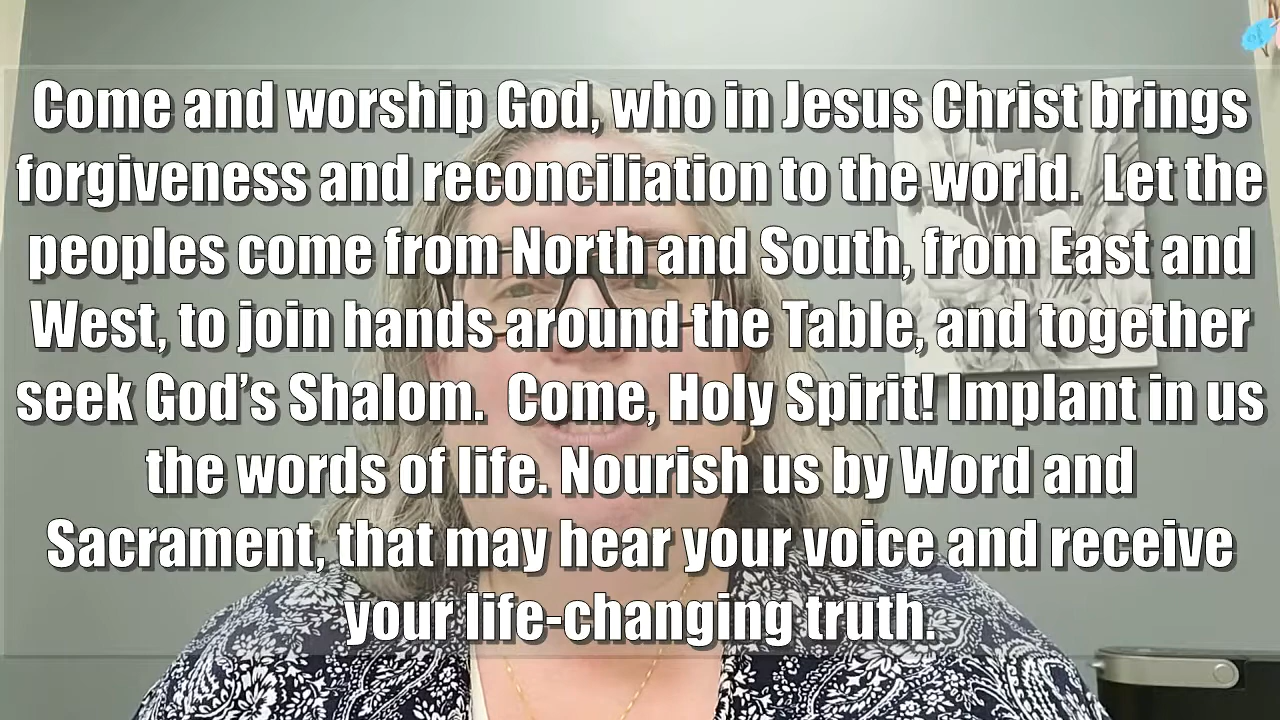 Come and worship God, who in Jesus Christ brings
forgiveness and reconciliation to the world.  Let the
peoples come from North and South, from East and
West, to join hands around the Table, and together
seek God’s Shalom.  Come, Holy Spirit! Implant in us
the words of life. Nourish us by Word and
Sacrament, that may hear your voice and receive
your life-changing truth.